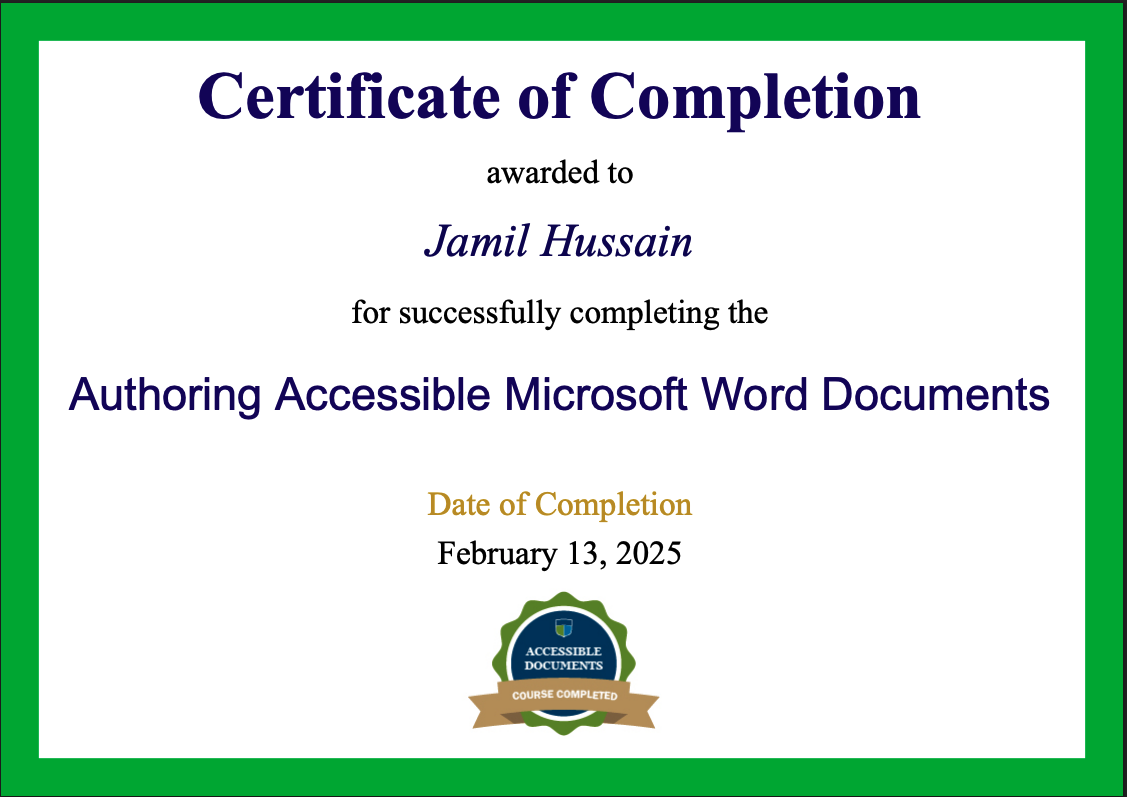 Certificate of Completion
awarded to
Jamil Hussain
for successfully completing the
Authoring Accessible Microsoft Word Documents
Date of Completion
February 13, 2025
ACCESSIBLE
DOCUMENTS
COURSE COMPLETED